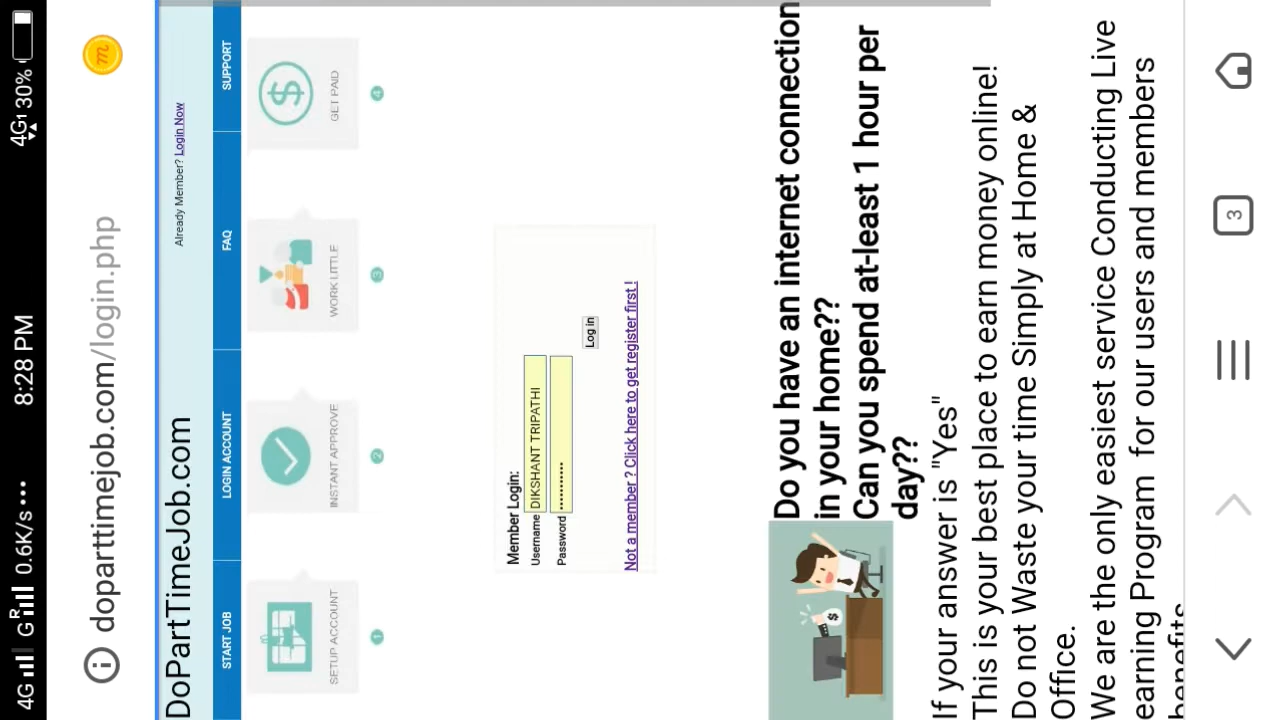 4G G R 0.6K/s ... 8:28 PM 4G1 30%
doparttimejob.com/login.php
DoPartTimeJob.com
Already Member? Login Now
START JOB LOGIN ACCOUNT FAQ SUPPORT
SETUP ACCOUNT INSTANT APPROVE WORK LITTLE GET PAID
1 2 3 4
Member Login:
Username DIKSHANT TRIPATHI
Password ••••••••••••
Log in
Not a member ? Click here to get register first !
Do you have an internet connection
in your home??
Can you spend at-least 1 hour per
day??
If your answer is "Yes"
This is your best place to earn money online!
Do not Waste your time Simply at Home &
Office.
We are the only easiest service Conducting Live
earning Program for our users and members
benefits
3